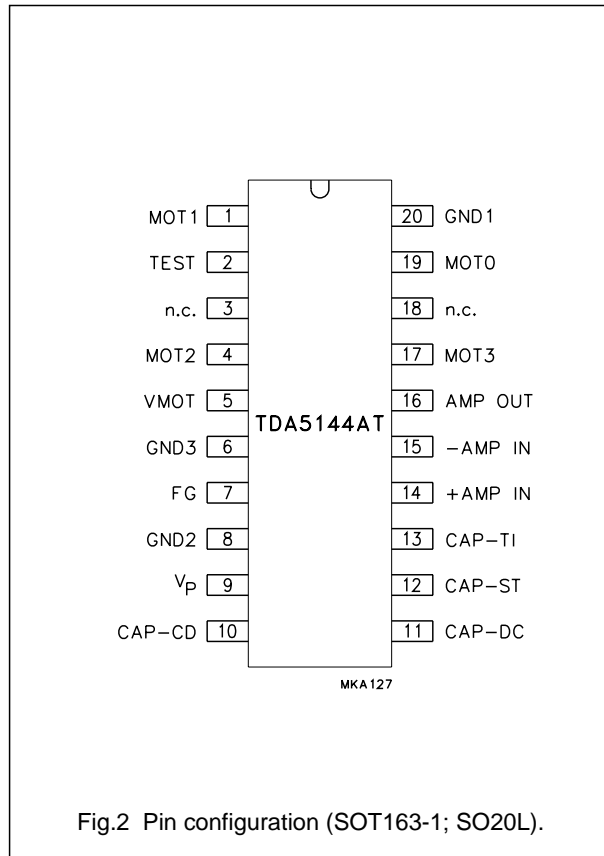 MOT1 1 20 GND1
TEST 2 19 MOT0
n.c. 3 18 n.c.
MOT2 4 17 MOT3
VMOT 5 16 AMP OUT
TDA5144AT
GND3 6 15 −AMP IN
FG 7 14 +AMP IN
GND2 8 13 CAP−TI
VP 9 12 CAP−ST
CAP−CD 10 11 CAP−DC
MKA127
Fig.2 Pin configuration (SOT163-1; SO20L).